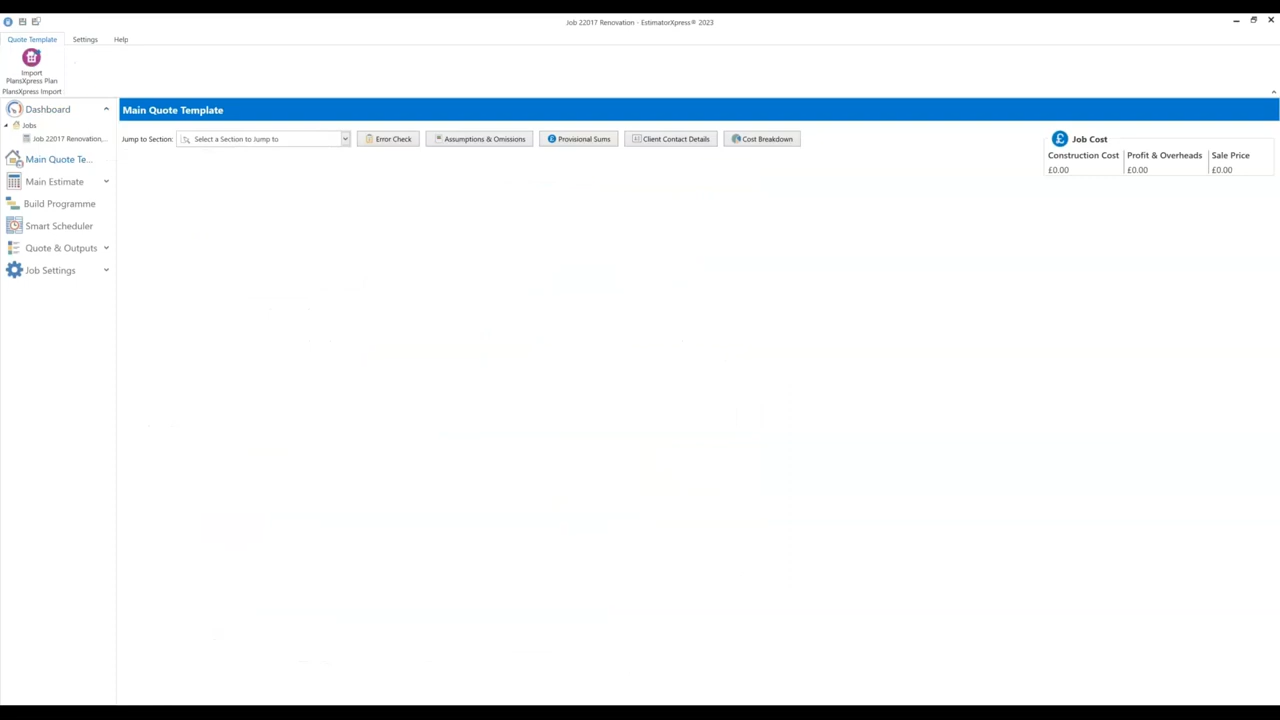 Job 22017 Renovation - EstimatorXpress® 2023
Quote Template Settings Help
Import
PlansXpress Plan
PlansXpress Import
Dashboard
Jobs
Job 22017 Renovation,...
Main Quote Te...
Main Estimate
Build Programme
Smart Scheduler
Quote & Outputs
Job Settings
Main Quote Template
Jump to Section: Select a Section to Jump to Error Check Assumptions & Omissions Provisional Sums Client Contact Details Cost Breakdown
Job Cost
Construction Cost Profit & Overheads Sale Price
£0.00 £0.00 £0.00